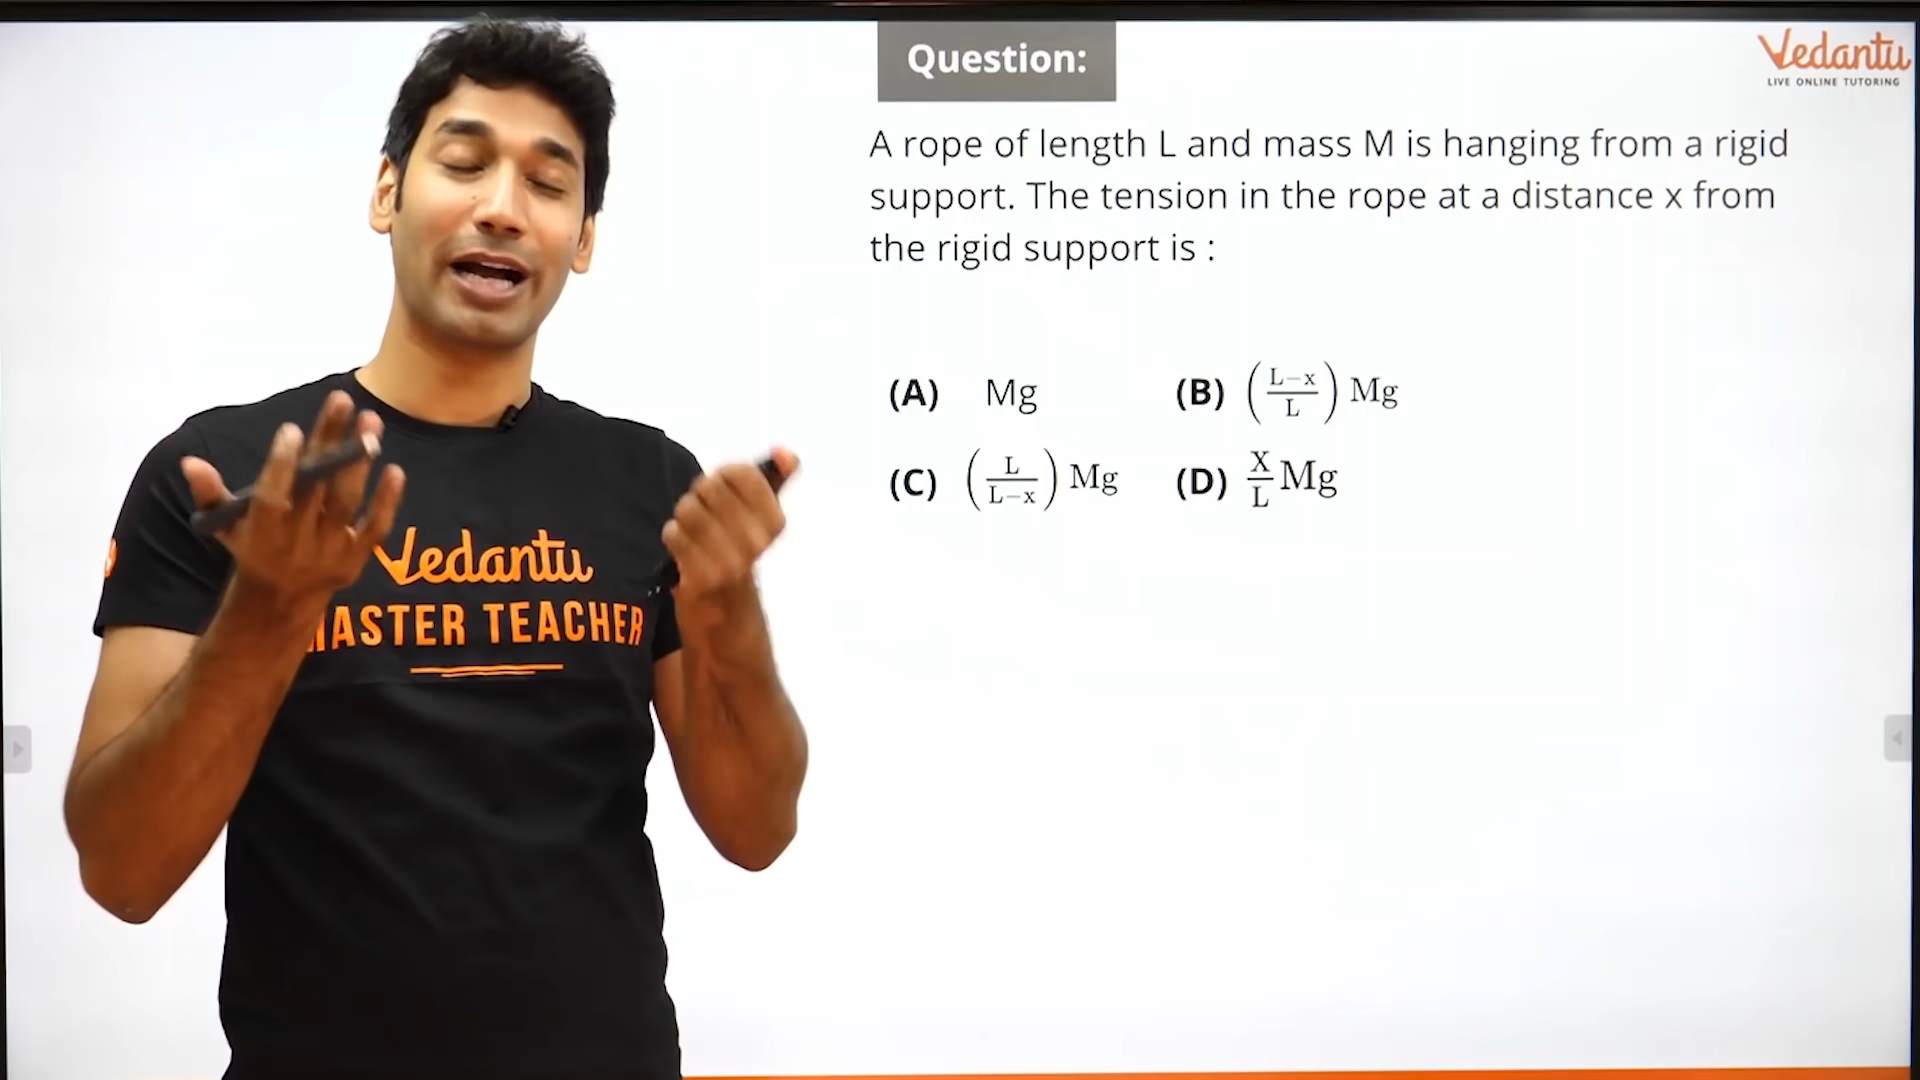 Question:
Vedantu
LIVE ONLINE TUTORING
A rope of length L and mass M is hanging from a rigid
support. The tension in the rope at a distance x from
the rigid support is :
(A) Mg (B) (L−x/L) Mg
(C) (L/L−x) Mg (D) X/L Mg
Vedantu
MASTER TEACHER